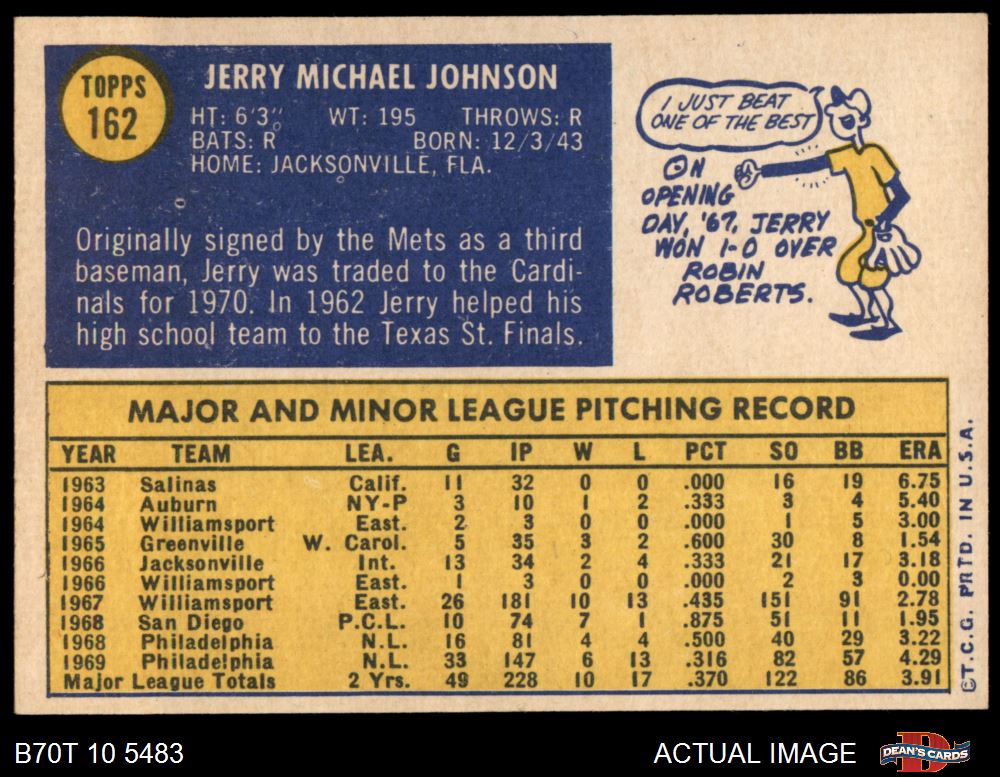 TOPPS
162
JERRY MICHAEL JOHNSON
HT: 6'3" WT: 195 THROWS: R
BATS: R BORN: 12/3/43
HOME: JACKSONVILLE, FLA.
Originally signed by the Mets as a third
baseman, Jerry was traded to the Cardi-
nals for 1970. In 1962 Jerry helped his
high school team to the Texas St. Finals.
I JUST BEAT
ONE OF THE BEST
ON
OPENING
DAY, '67, JERRY
WON 1-0 OVER
ROBIN
ROBERTS.
MAJOR AND MINOR LEAGUE PITCHING RECORD
YEAR TEAM LEA. G IP W L PCT SO BB ERA
1963 Salinas Calif. 11 32 0 0 .000 16 19 6.75
1964 Auburn NY-P 3 10 1 2 .333 3 4 5.40
1964 Williamsport East. 2 3 0 0 .000 1 5 3.00
1965 Greenville W. Carol. 5 35 3 2 .600 30 8 1.54
1966 Jacksonville Int. 13 34 2 4 .333 21 17 3.18
1966 Williamsport East. 1 3 0 0 .000 2 3 0.00
1967 Williamsport East. 26 181 10 13 .435 151 91 2.78
1968 San Diego P.C.L. 10 74 7 1 .875 51 11 1.95
1968 Philadelphia N.L. 16 81 4 4 .500 40 29 3.22
1969 Philadelphia N.L. 33 147 6 13 .316 82 57 4.29
Major League Totals 2 Yrs. 49 228 10 17 .370 122 86 3.91
©T.C.G. PRTD. IN U.S.A.
B70T 10 5483
ACTUAL IMAGE
DEAN'S CARDS